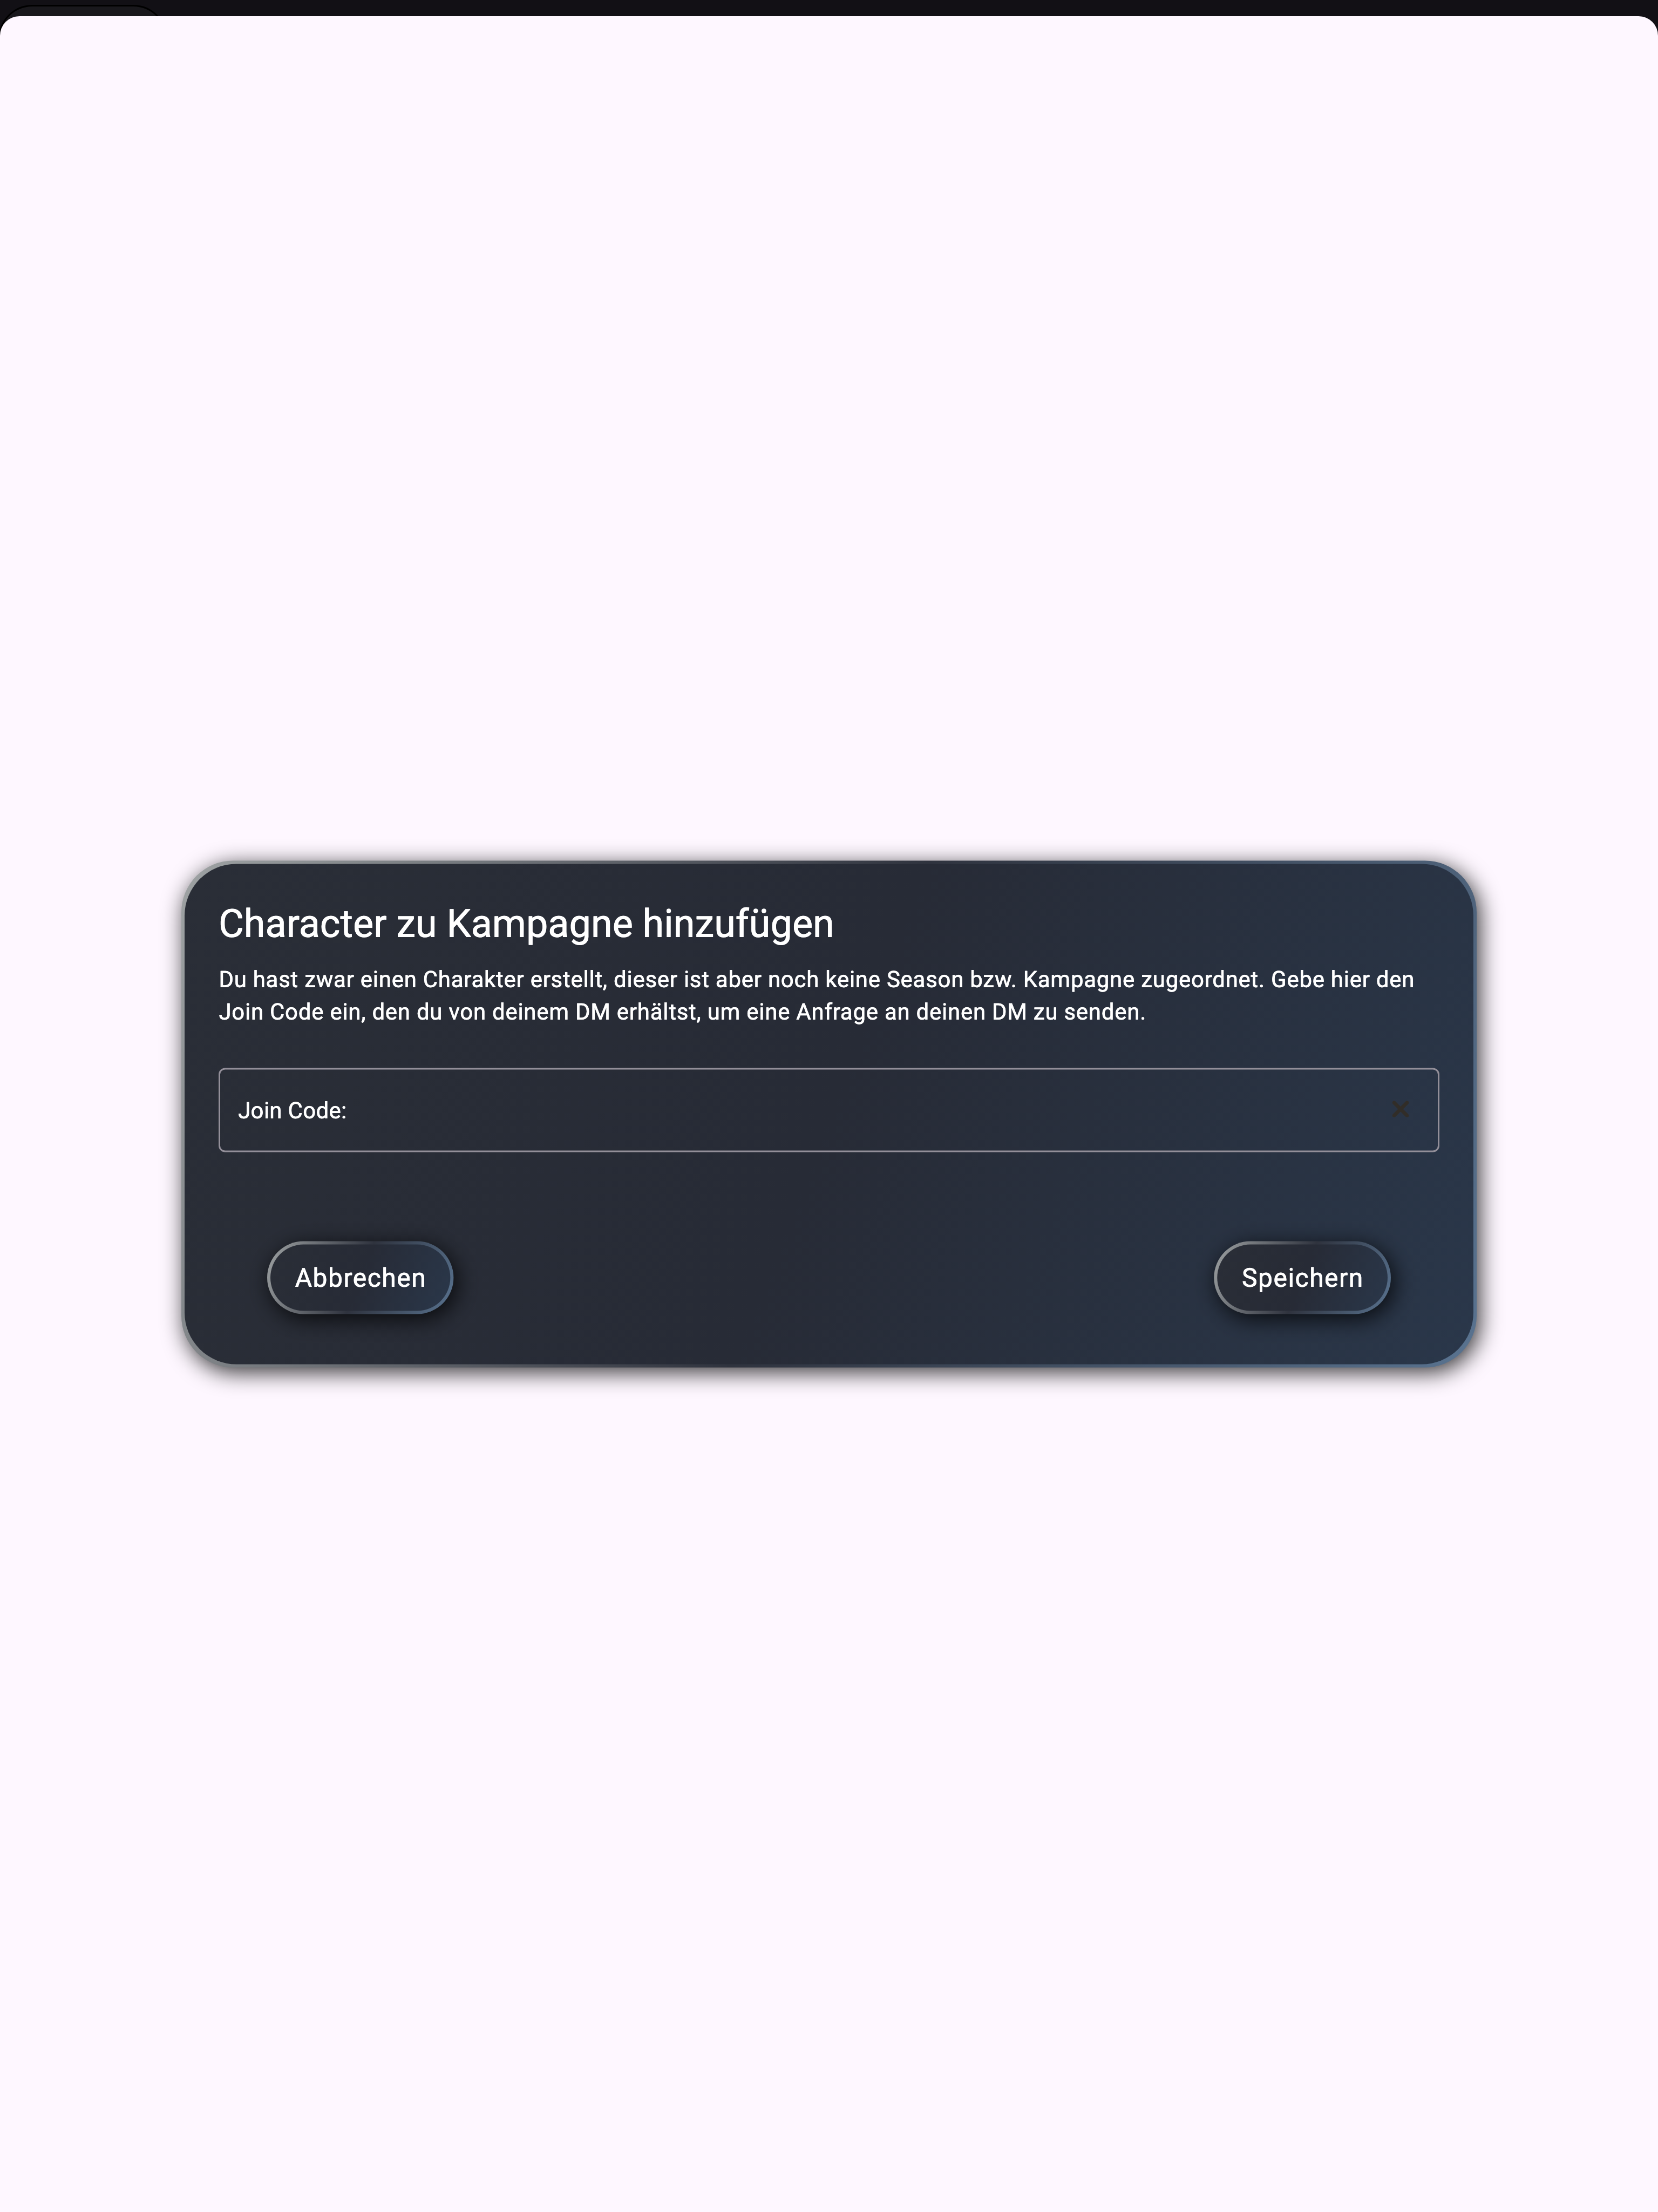 Character zu Kampagne hinzufügen
Du hast zwar einen Charakter erstellt, dieser ist aber noch keine Season bzw. Kampagne zugeordnet. Gebe hier den
Join Code ein, den du von deinem DM erhältst, um eine Anfrage an deinen DM zu senden.
Join Code:
Abbrechen
Speichern